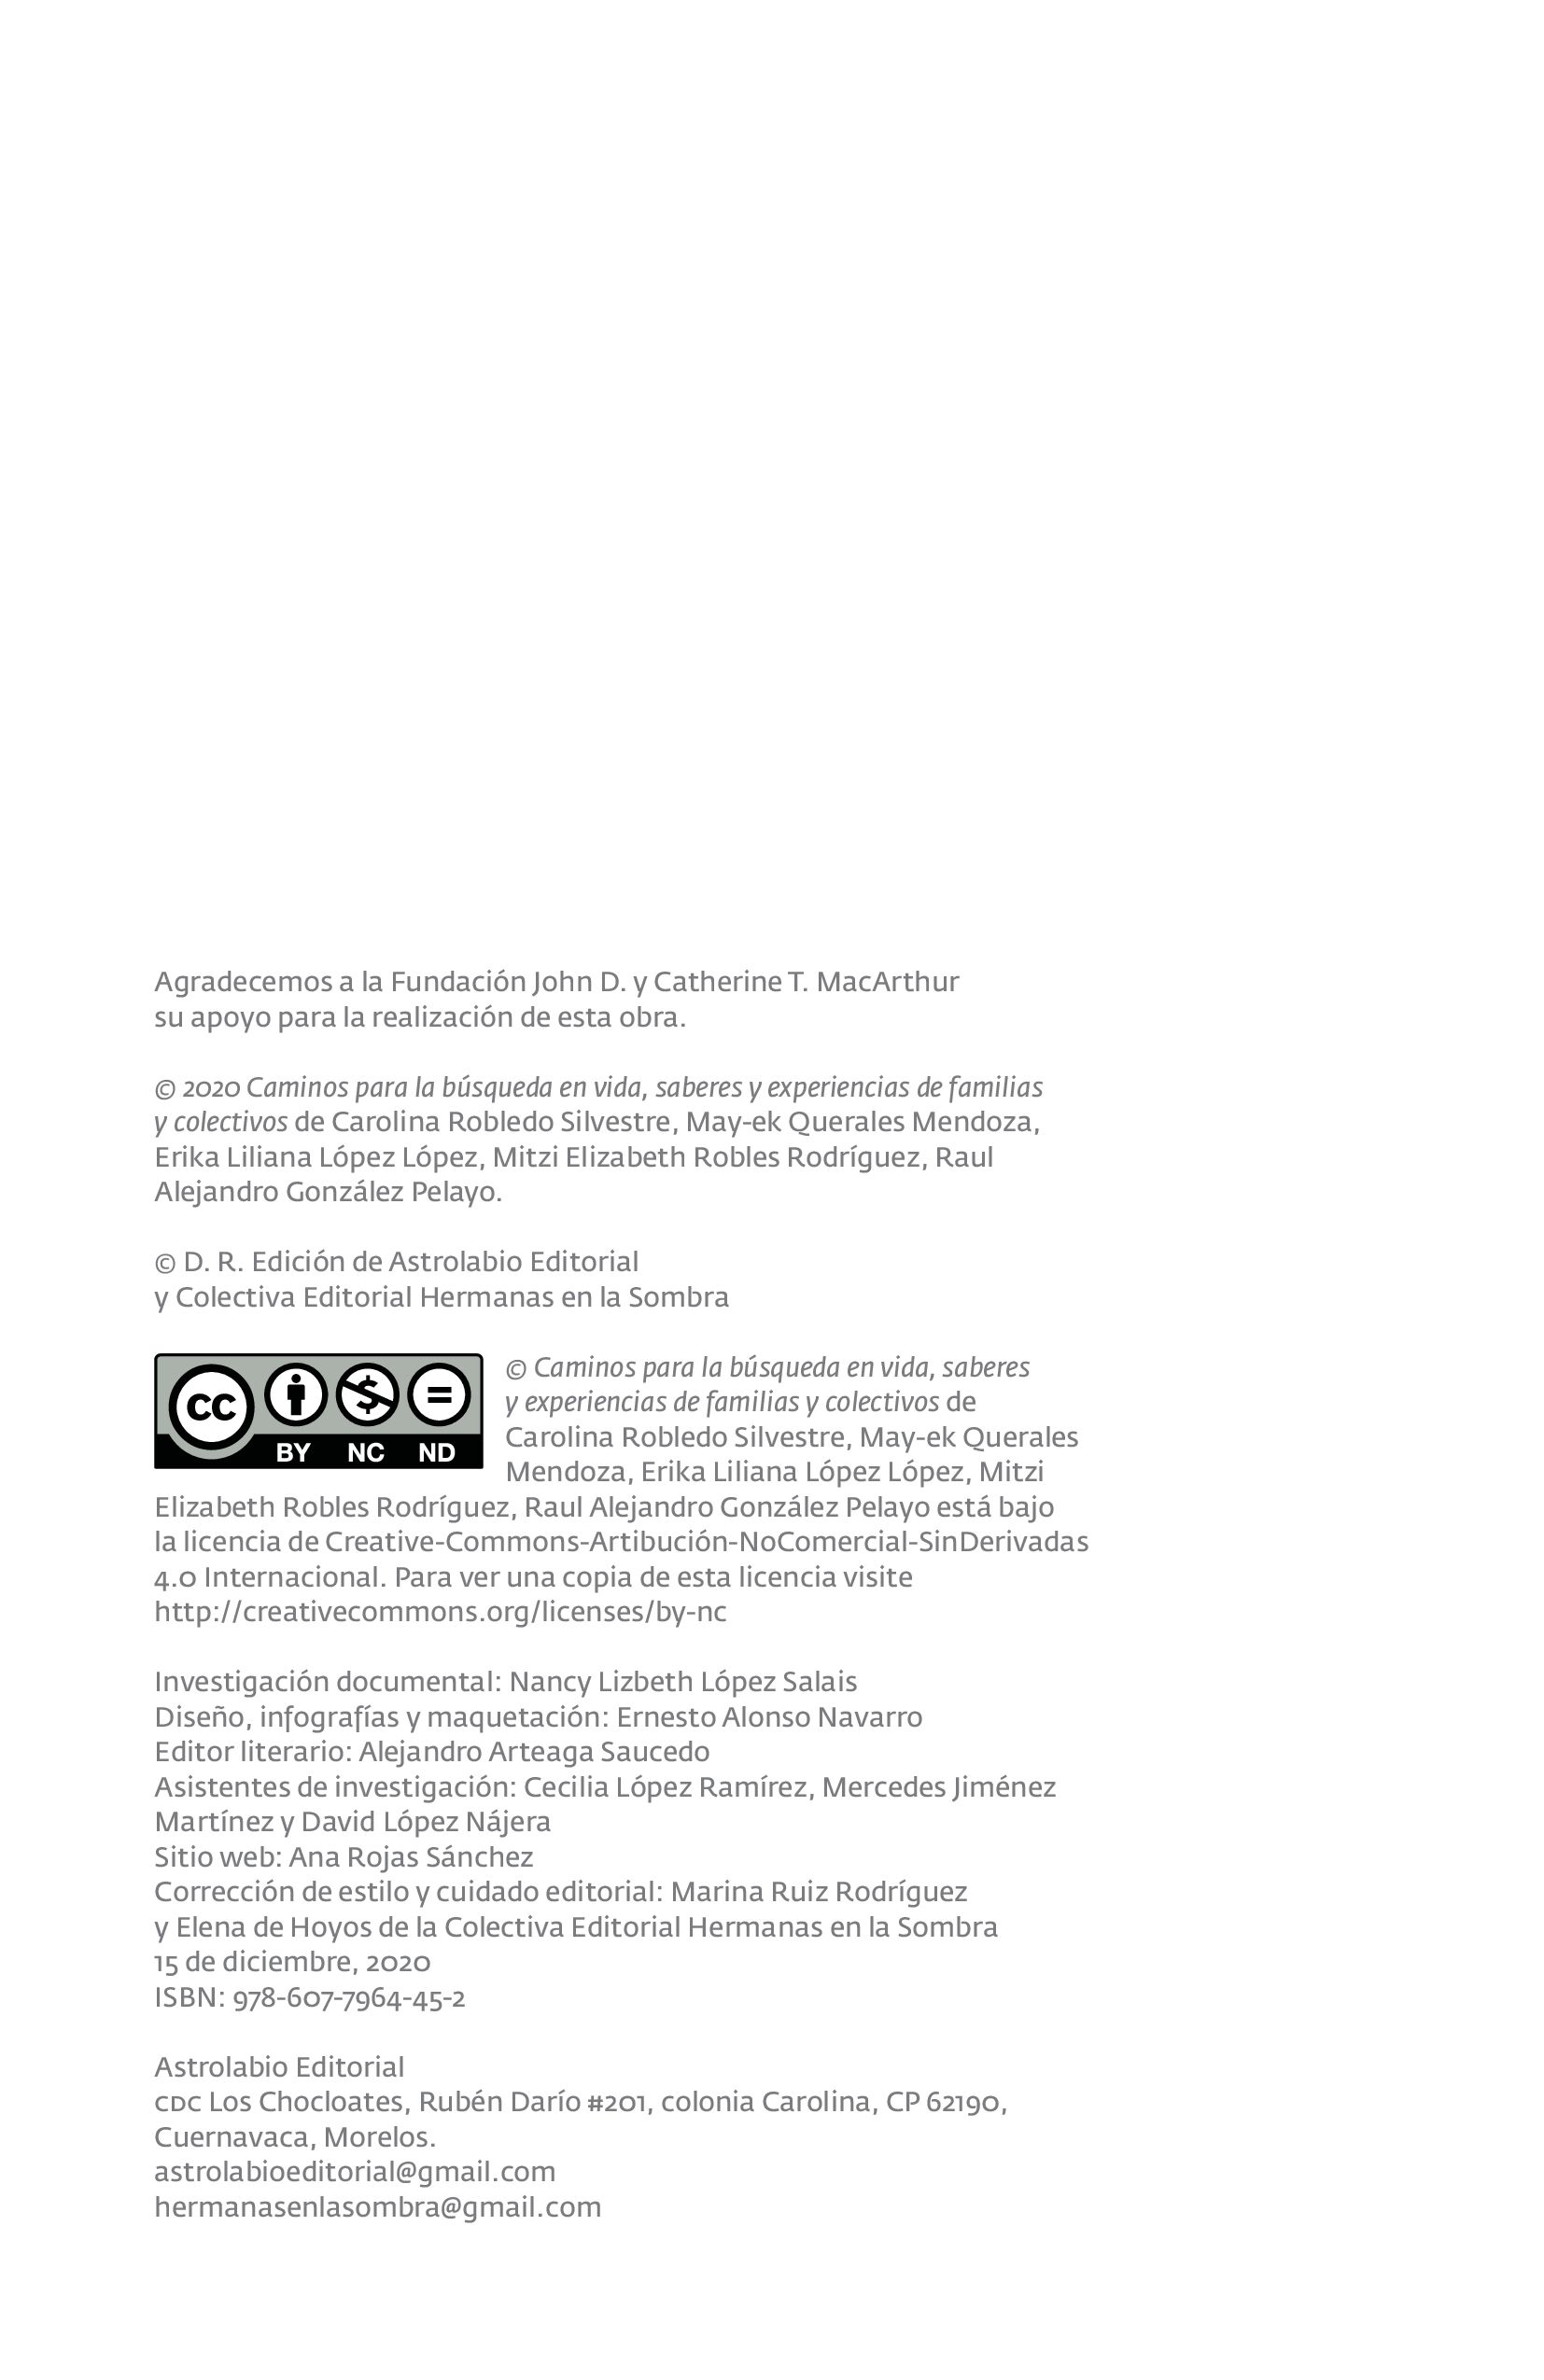 Agradecemos a la Fundación John D. y Catherine T. MacArthur
su apoyo para la realización de esta obra.
© 2020 Caminos para la búsqueda en vida, saberes y experiencias de familias
y colectivos de Carolina Robledo Silvestre, May-ek Querales Mendoza,
Erika Liliana López López, Mitzi Elizabeth Robles Rodríguez, Raul
Alejandro González Pelayo.
© D. R. Edición de Astrolabio Editorial
y Colectiva Editorial Hermanas en la Sombra
cc
BY NC ND
© Caminos para la búsqueda en vida, saberes
y experiencias de familias y colectivos de
Carolina Robledo Silvestre, May-ek Querales
Mendoza, Erika Liliana López López, Mitzi
Elizabeth Robles Rodríguez, Raul Alejandro González Pelayo está bajo
la licencia de Creative-Commons-Artibución-NoComercial-SinDerivadas
4.0 Internacional. Para ver una copia de esta licencia visite
http://creativecommons.org/licenses/by-nc
Investigación documental: Nancy Lizbeth López Salais
Diseño, infografías y maquetación: Ernesto Alonso Navarro
Editor literario: Alejandro Arteaga Saucedo
Asistentes de investigación: Cecilia López Ramírez, Mercedes Jiménez
Martínez y David López Nájera
Sitio web: Ana Rojas Sánchez
Corrección de estilo y cuidado editorial: Marina Ruiz Rodríguez
y Elena de Hoyos de la Colectiva Editorial Hermanas en la Sombra
15 de diciembre, 2020
ISBN: 978-607-7964-45-2
Astrolabio Editorial
CDC Los Chocloates, Rubén Darío #201, colonia Carolina, CP 62190,
Cuernavaca, Morelos.
astrolabioeditorial@gmail.com
hermanasenlasombra@gmail.com